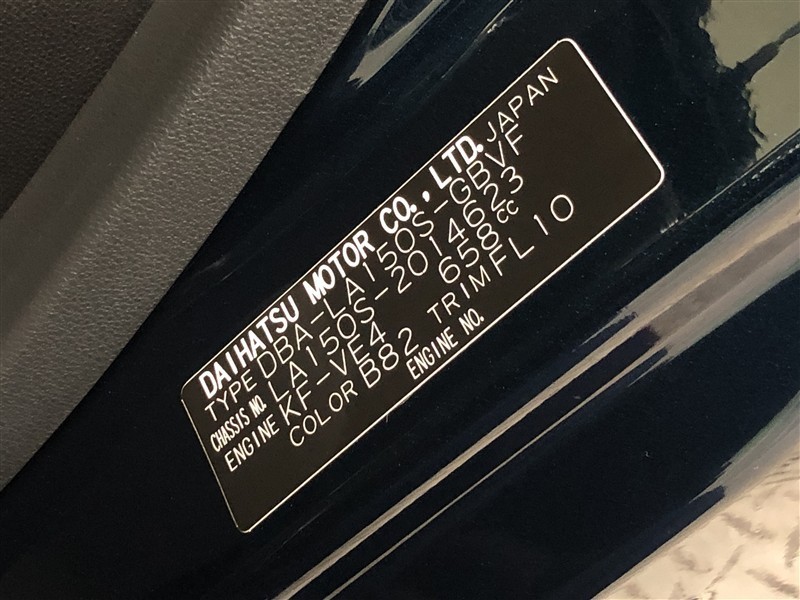 DAIHATSU MOTOR CO., LTD. JAPAN
TYPE DBA-LA150S-GBVF
CHASSIS NO. LA150S-2014623
ENGINE KF-VE4 658cc
COLOR B82 TRIM FL10
ENGINE NO.